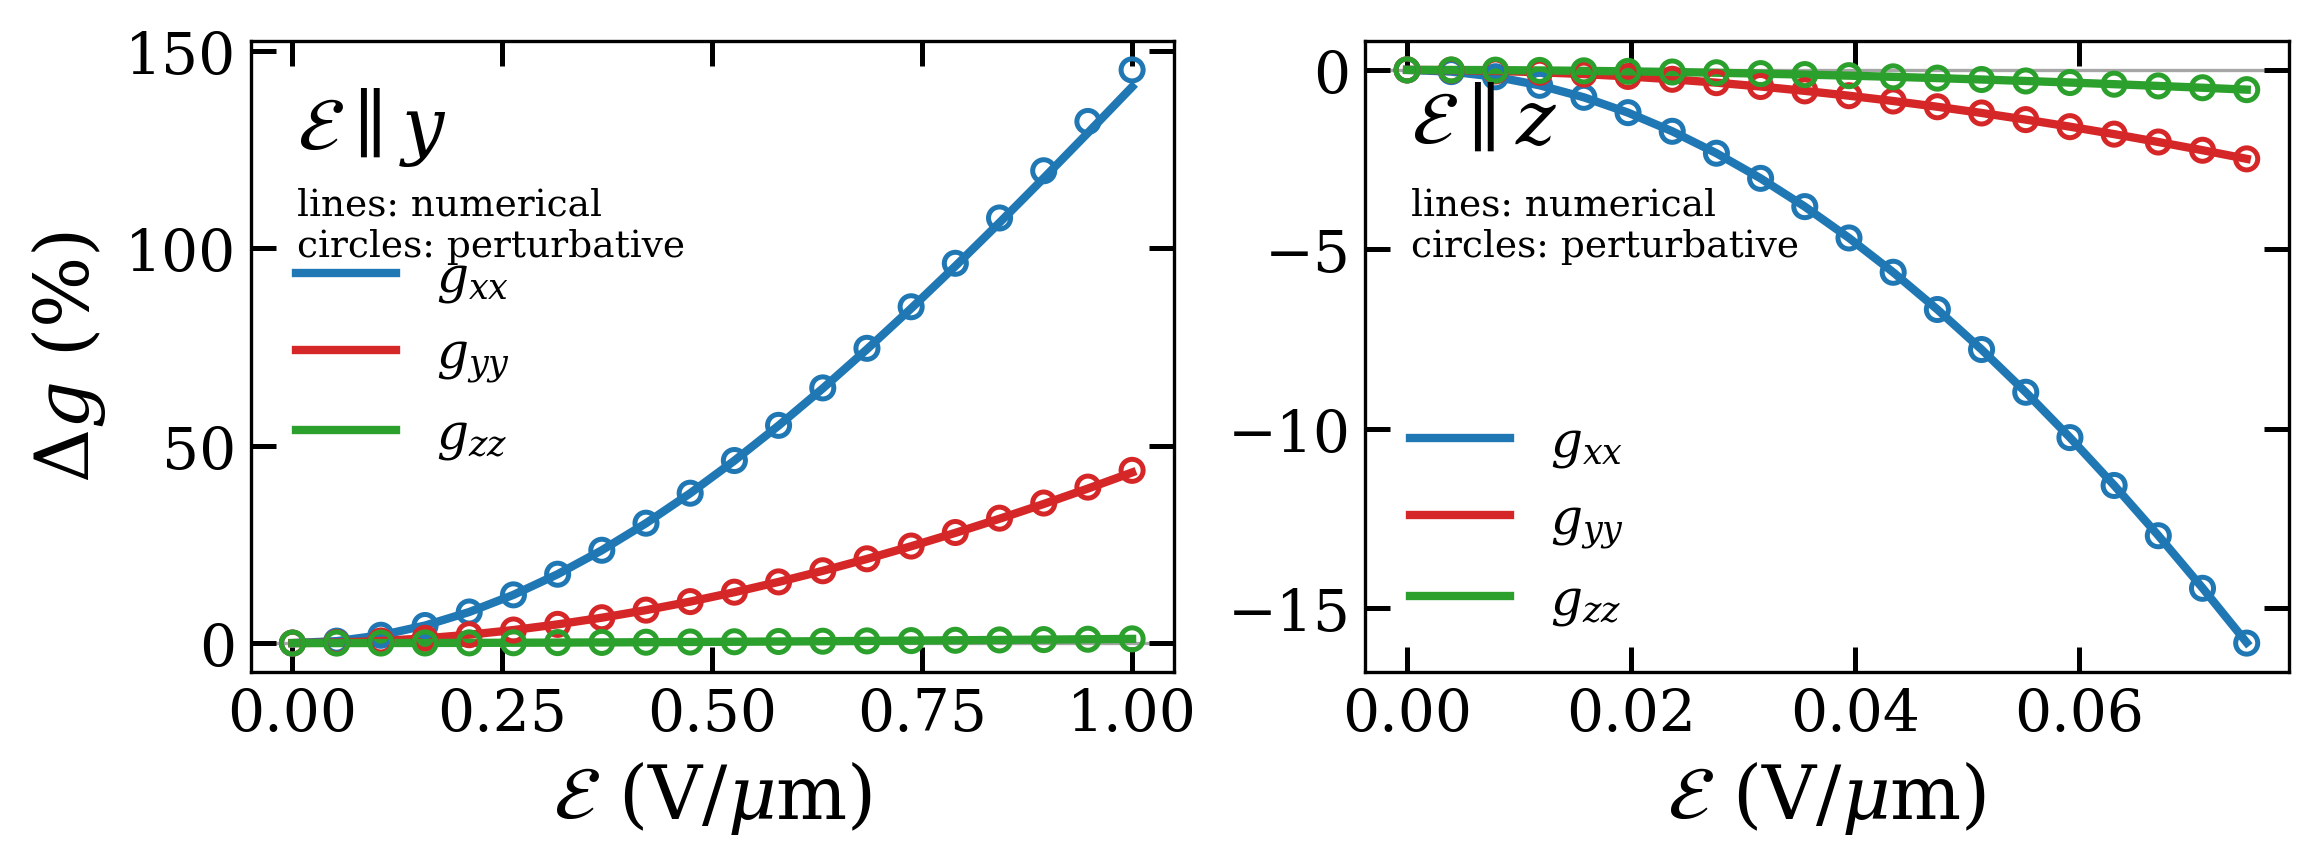 Δg (%)
150
100
50
0
ℰ ∥ y
lines: numerical
circles: perturbative
g_xx
g_yy
g_zz
0.00 0.25 0.50 0.75 1.00
ℰ (V/μm)
0
−5
−10
−15
ℰ ∥ z
lines: numerical
circles: perturbative
g_xx
g_yy
g_zz
0.00 0.02 0.04 0.06
ℰ (V/μm)